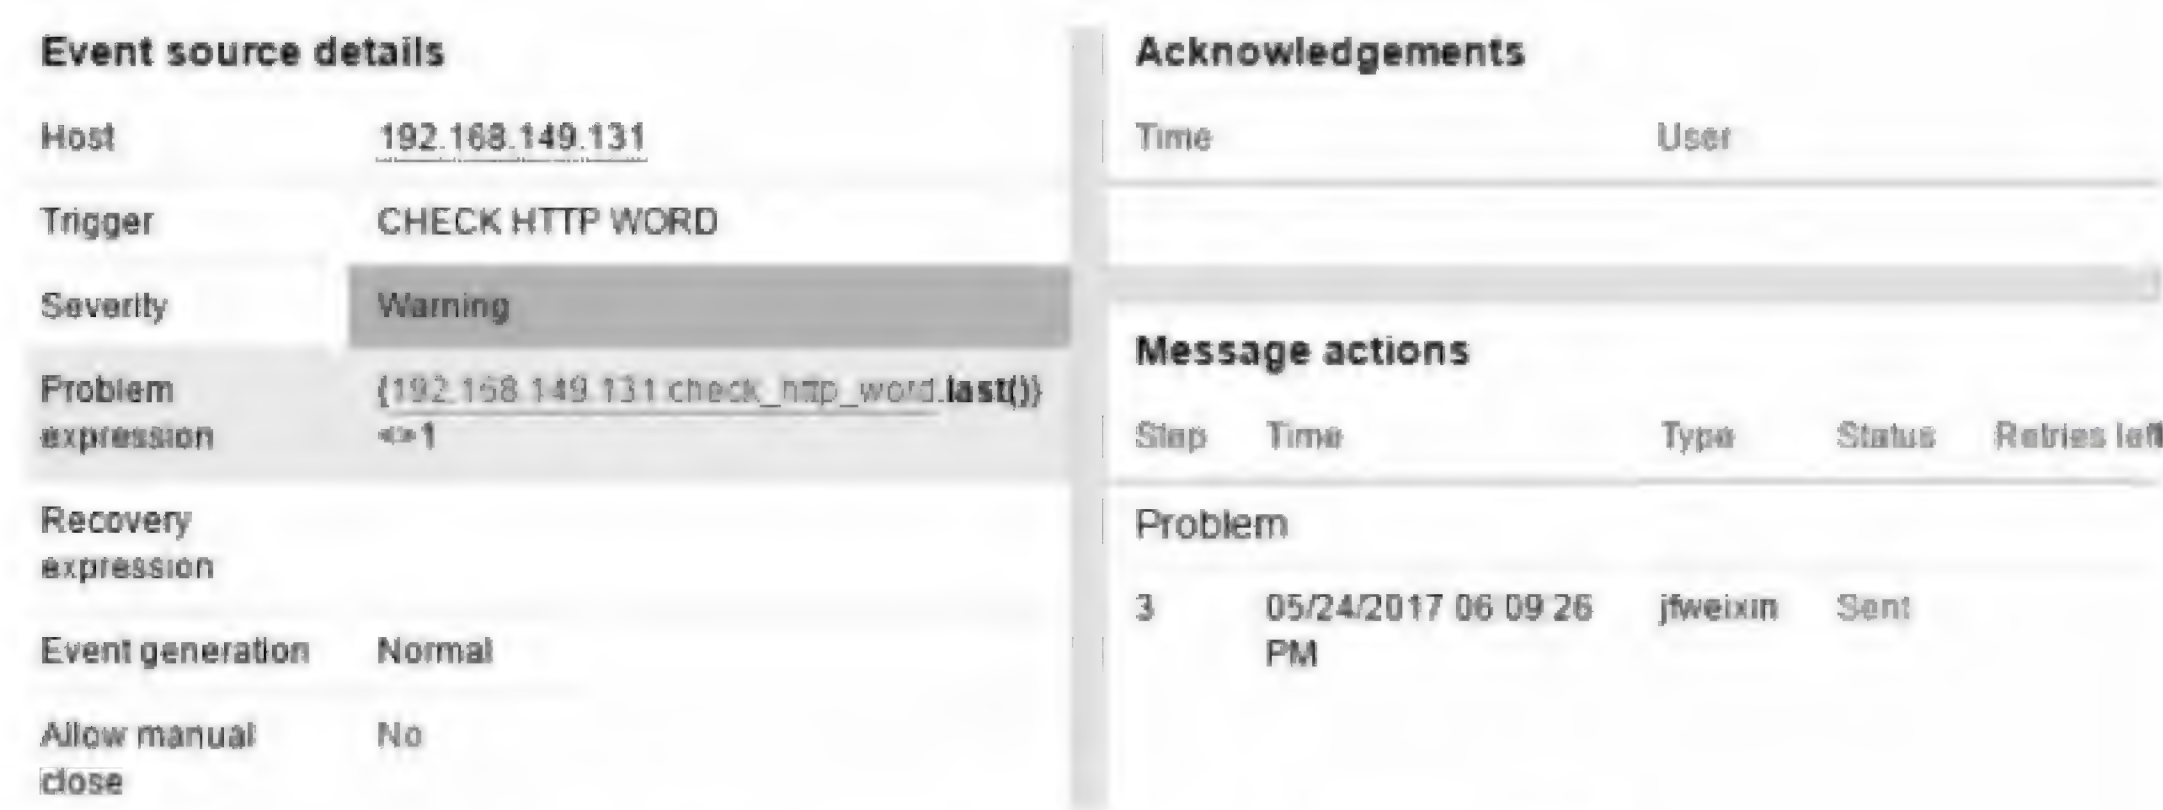 Event source details
Host 192.168.149.131
Trigger CHECK HTTP WORD
Severity Warning
Problem {192.168.149.131:check_http_word.last()}
expression <>1
Recovery
expression
Event generation Normal
Allow manual No
close
Acknowledgements
Time User
Message actions
Step Time Type Status Retries left
Problem
3 05/24/2017 06:09:26 jfweixin Sent
PM